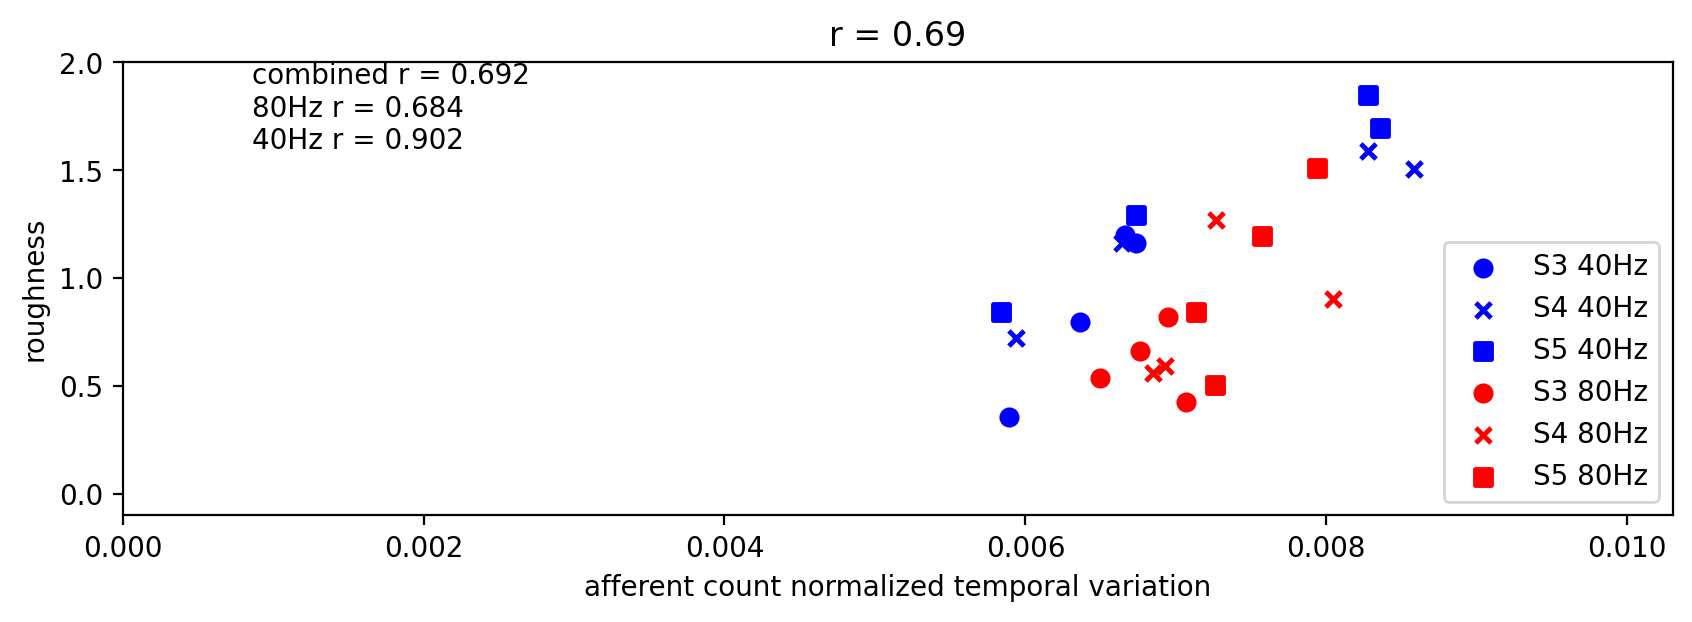 r = 0.69
combined r = 0.692
80Hz r = 0.684
40Hz r = 0.902
2.0
1.5
1.0
0.5
0.0
roughness
S3 40Hz
S4 40Hz
S5 40Hz
S3 80Hz
S4 80Hz
S5 80Hz
0.000 0.002 0.004 0.006 0.008 0.010
afferent count normalized temporal variation